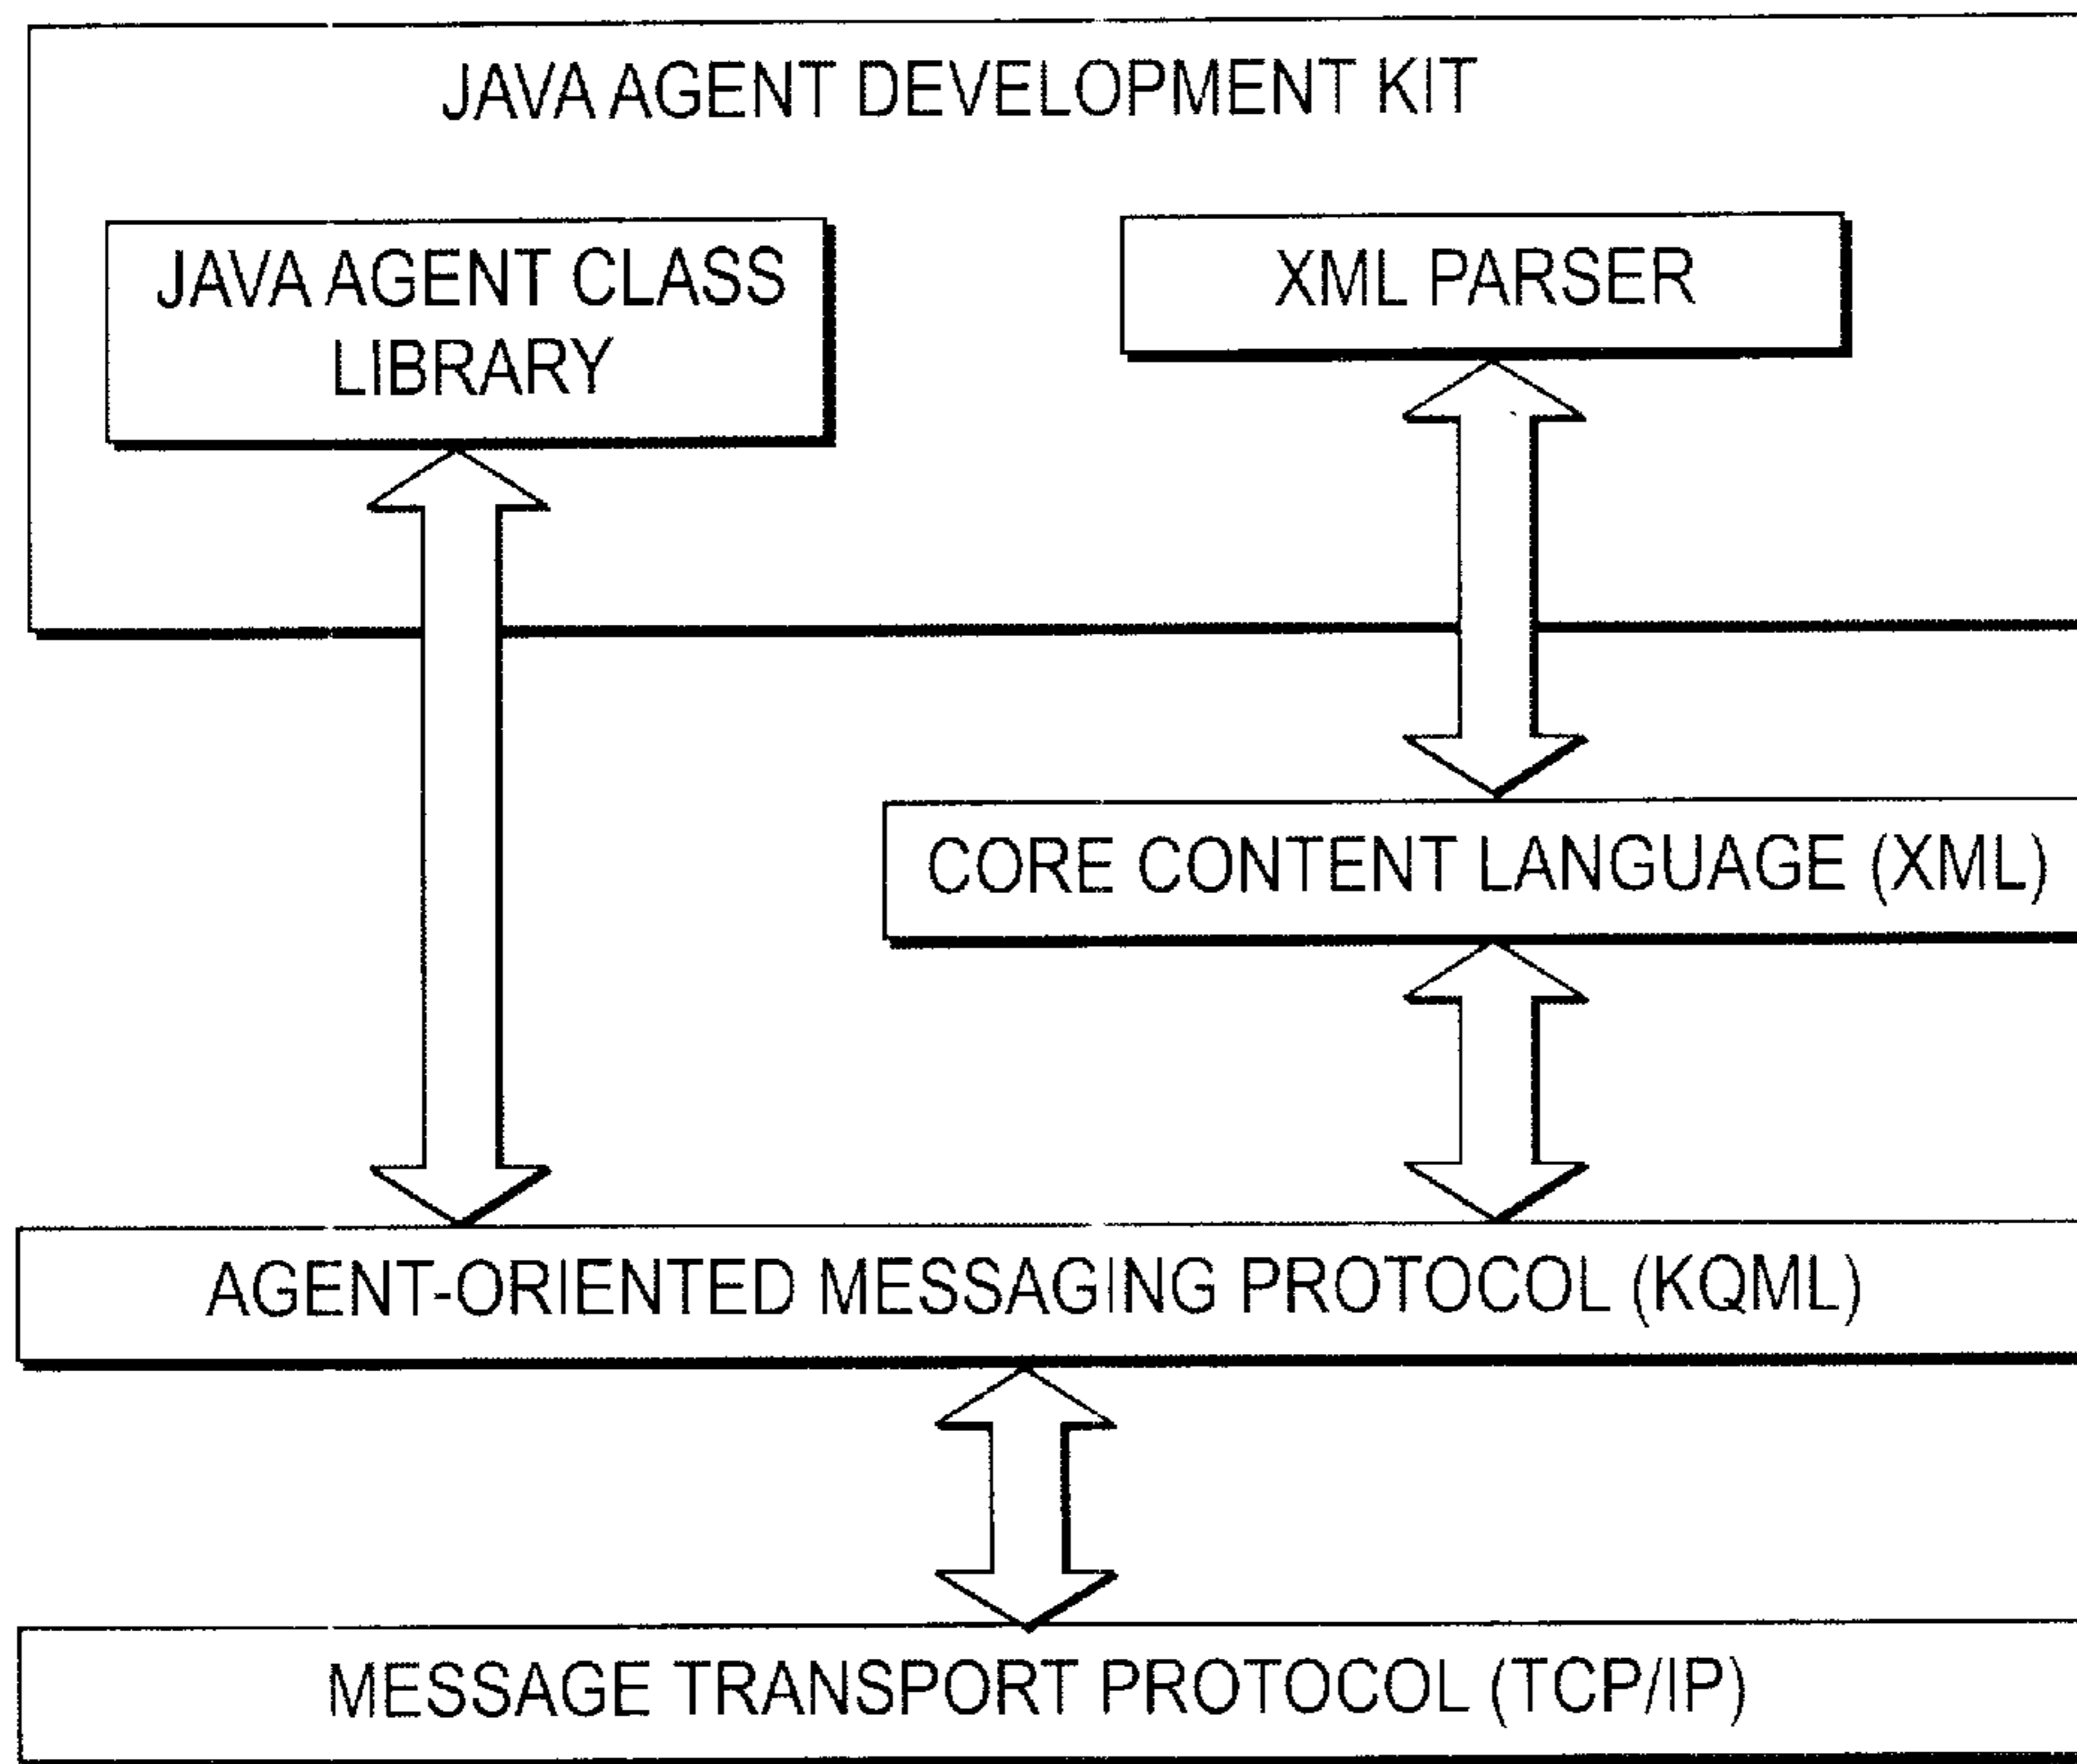 JAVA AGENT DEVELOPMENT KIT
JAVA AGENT CLASS
LIBRARY
XML PARSER
CORE CONTENT LANGUAGE (XML)
AGENT-ORIENTED MESSAGING PROTOCOL (KQML)
MESSAGE TRANSPORT PROTOCOL (TCP/IP)